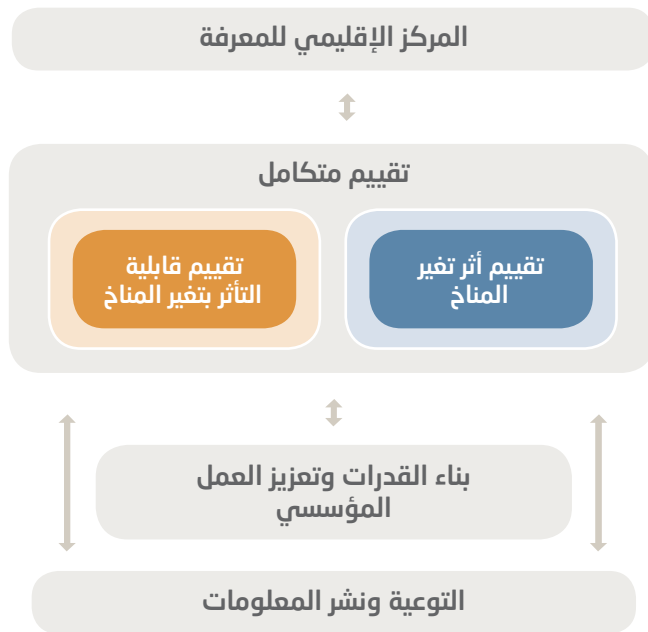 المركز الإقليمي للمعرفة
تقييم متكامل
تقييم أثر تغير
المناخ
تقييم قابلية
التأثر بتغير المناخ
بناء القدرات وتعزيز العمل
المؤسسي
التوعية ونشر المعلومات